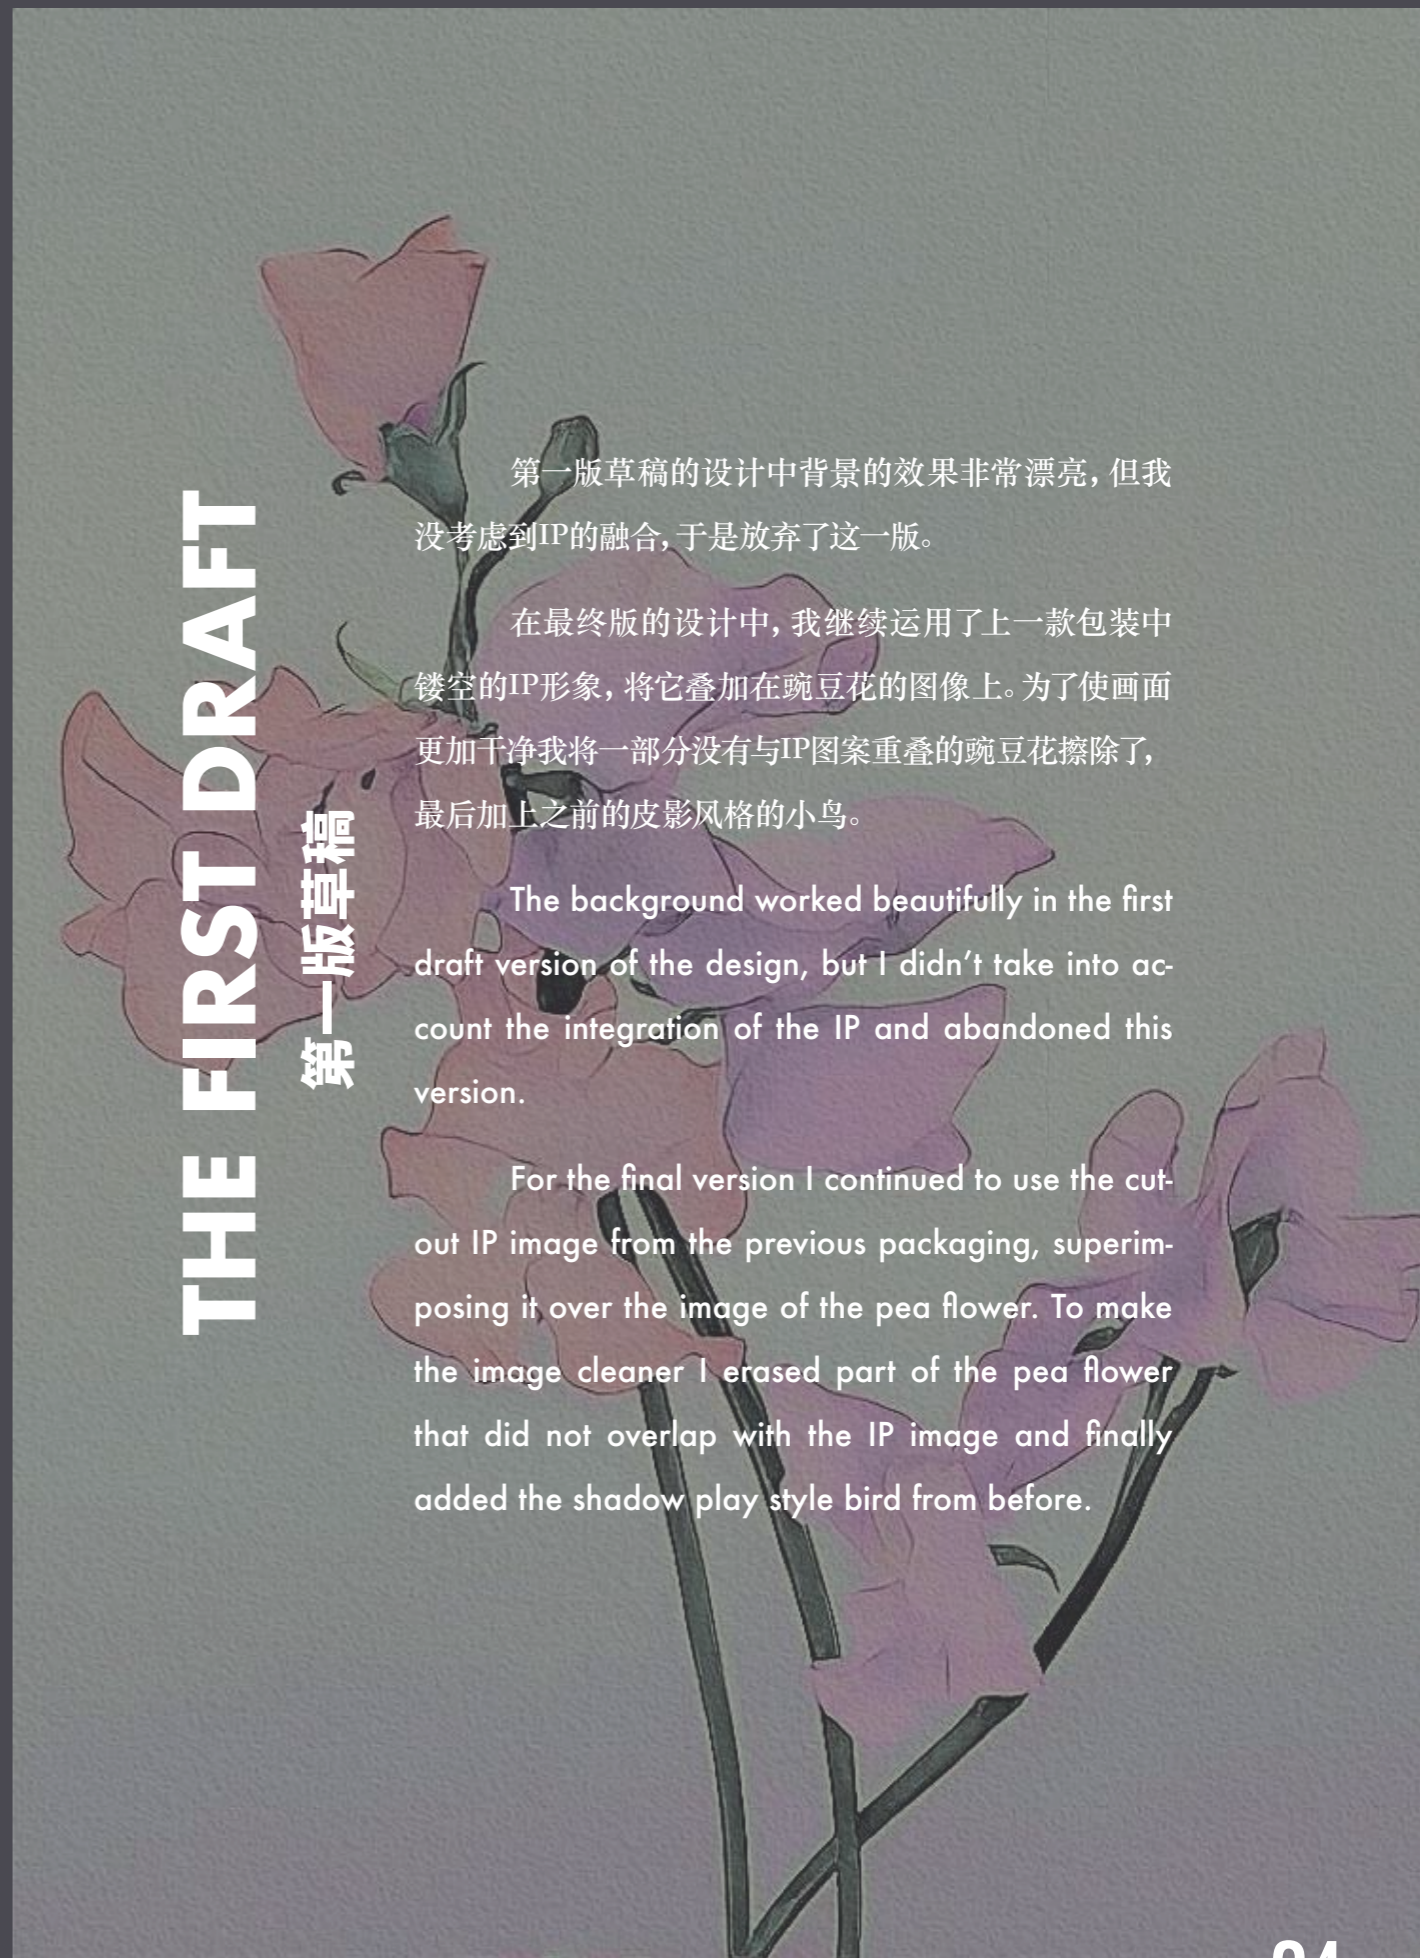 THE FIRST DRAFT
第一版草稿
第一版草稿的设计中背景的效果非常漂亮，但我
没考虑到IP的融合，于是放弃了这一版。
在最终版的设计中，我继续运用了上一款包装中
镂空的IP形象，将它叠加在豌豆花的图像上。为了使画面
更加干净我将一部分没有与IP图案重叠的豌豆花擦除了，
最后加上之前的皮影风格的小鸟。
The background worked beautifully in the first
draft version of the design, but I didn’t take into ac-
count the integration of the IP and abandoned this
version.
For the final version I continued to use the cut-
out IP image from the previous packaging, superim-
posing it over the image of the pea flower. To make
the image cleaner I erased part of the pea flower
that did not overlap with the IP image and finally
added the shadow play style bird from before.